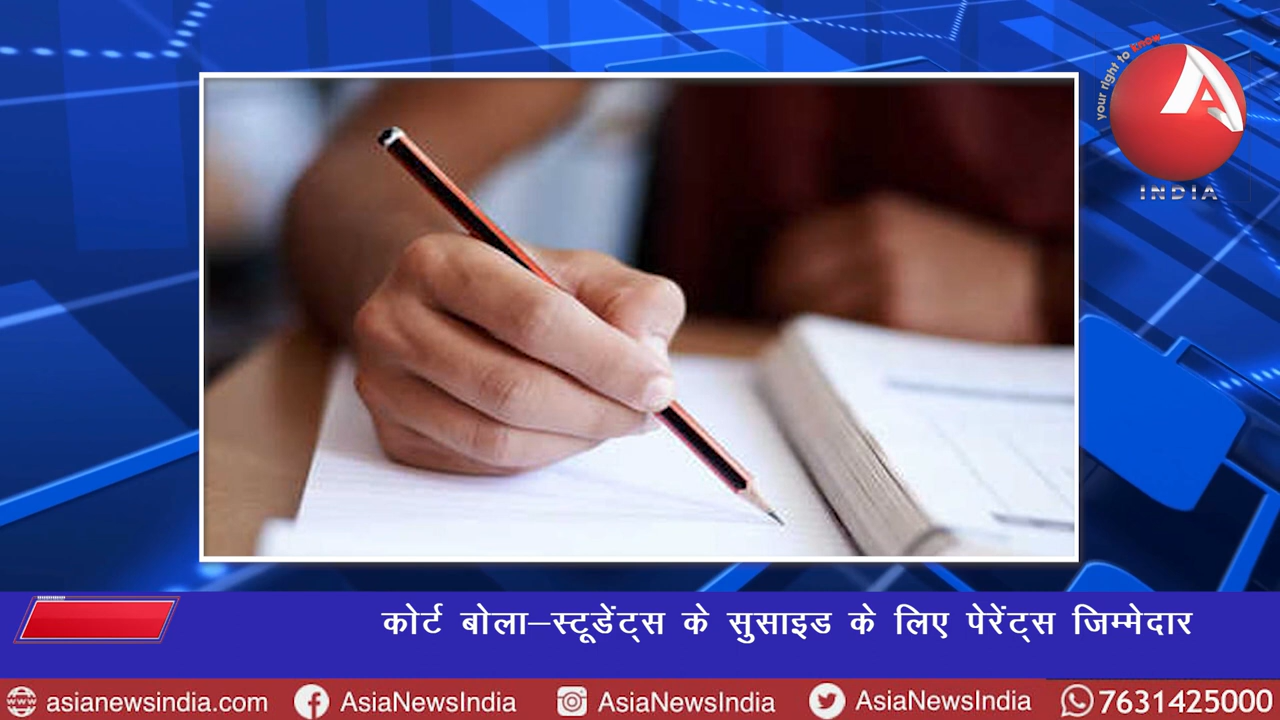 your right to know
A
INDIA
कोर्ट बोला–स्टूडेंट्स के सुसाइड के लिए पेरेंट्स जिम्मेदार
asianewsindia.com AsiaNewsIndia AsiaNewsIndia AsiaNewsIndia 7631425000